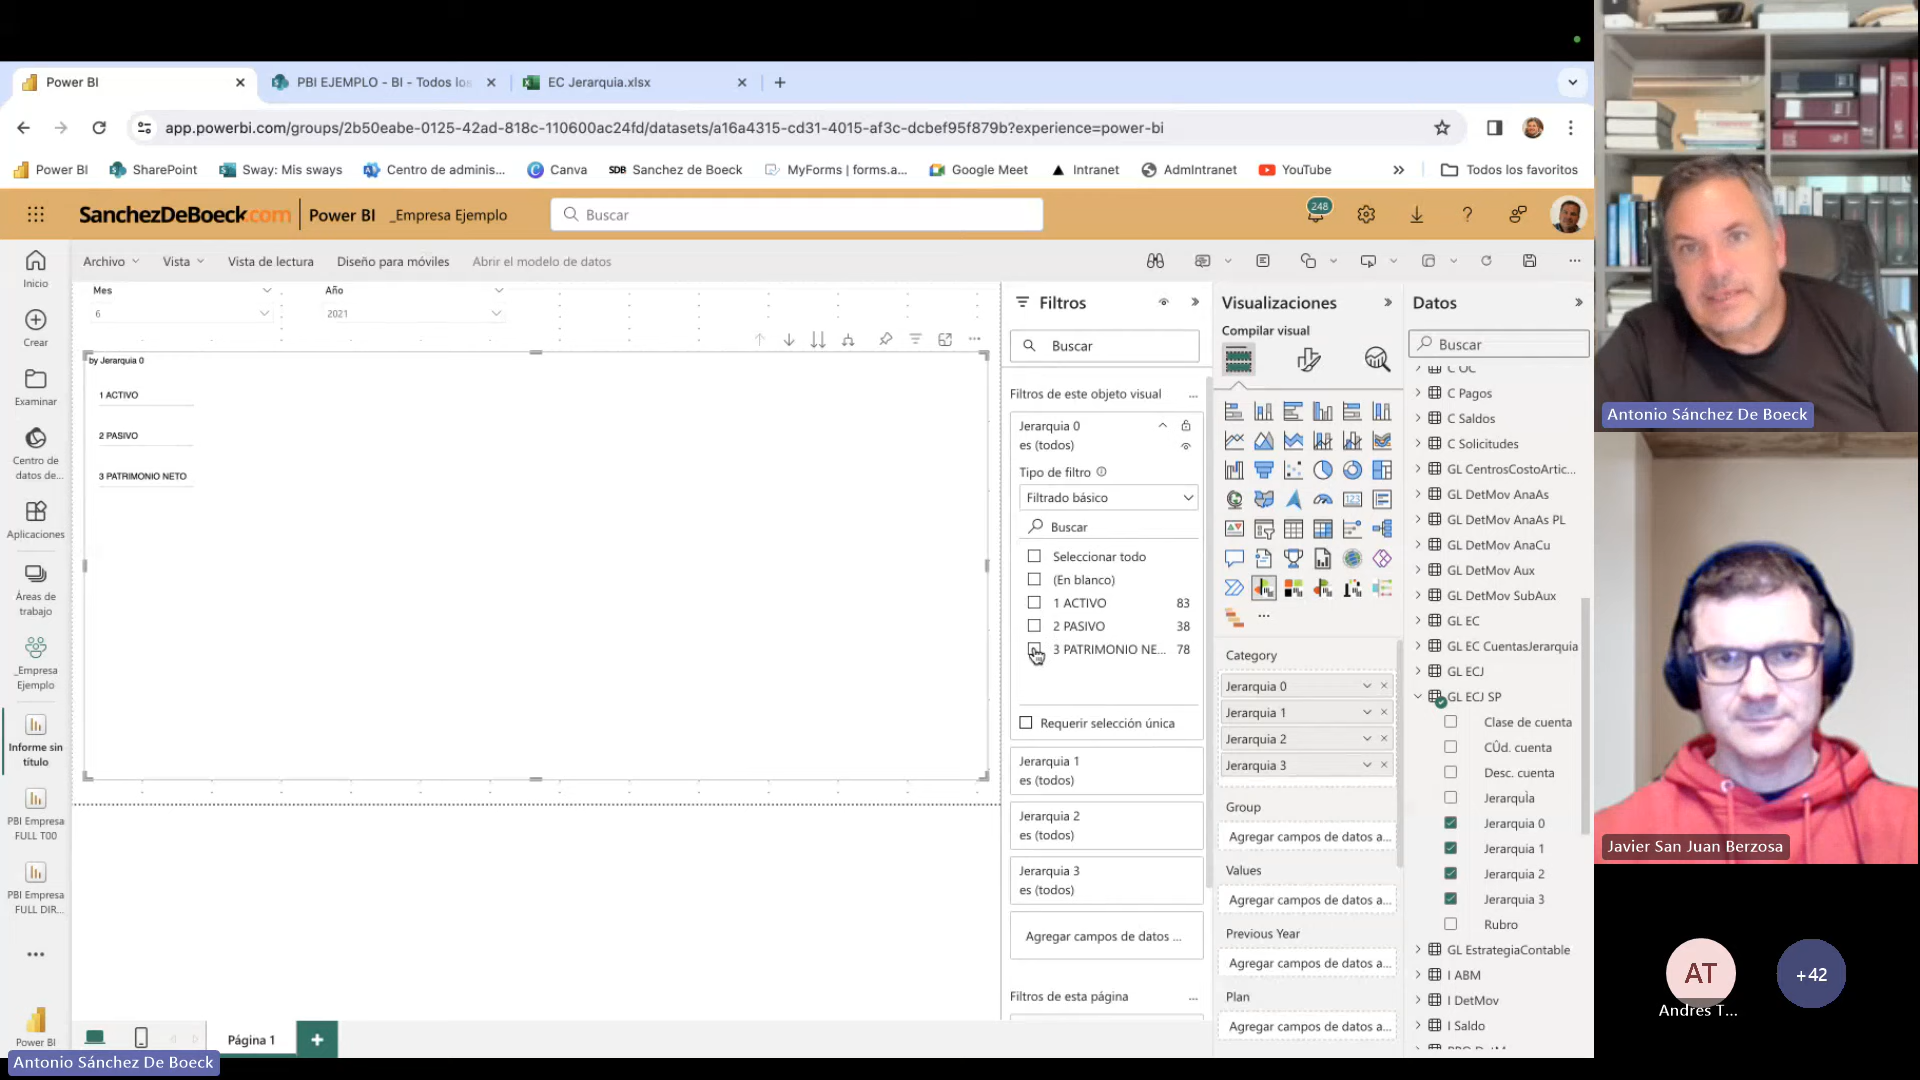 Power BI
PBI EJEMPLO - BI - Todos los
EC Jerarquia.xlsx
app.powerbi.com/groups/2b50eabe-0125-42ad-818c-110600ac24fd/datasets/a16a4315-cd31-4015-af3c-dcbef95f879b?experience=power-bi
Power BI
SharePoint
Sway: Mis sways
Centro de adminis...
Canva
SDB Sanchez de Boeck
MyForms | forms.a...
Google Meet
Intranet
AdmIntranet
YouTube
Todos los favoritos
SanchezDeBoeck.com
Power BI
_Empresa Ejemplo
Buscar
248
Archivo
Vista
Vista de lectura
Diseño para móviles
Abrir el modelo de datos
Inicio
Crear
Examinar
Centro de
datos de...
Aplicaciones
Áreas de
trabajo
_Empresa
Ejemplo
Informe sin
título
PBI Empresa
FULL T00
PBI Empresa
FULL DIR...
Power BI
Mes
6
Año
2021
by Jerarquia 0
1 ACTIVO
2 PASIVO
3 PATRIMONIO NETO
Página 1
Filtros
Buscar
Filtros de este objeto visual
Jerarquia 0
es (todos)
Tipo de filtro
Filtrado básico
Buscar
Seleccionar todo
(En blanco)
1 ACTIVO 83
2 PASIVO 38
3 PATRIMONIO NE... 78
Requerir selección única
Jerarquia 1
es (todos)
Jerarquia 2
es (todos)
Jerarquia 3
es (todos)
Agregar campos de datos ...
Filtros de esta página
Visualizaciones
Compilar visual
123
Category
Jerarquia 0
Jerarquia 1
Jerarquia 2
Jerarquia 3
Group
Agregar campos de datos a...
Values
Agregar campos de datos a...
Previous Year
Agregar campos de datos a...
Plan
Agregar campos de datos a...
Datos
Buscar
C OC
C Pagos
C Saldos
C Solicitudes
GL CentrosCostoArtic...
GL DetMov AnaAs
GL DetMov AnaAs PL
GL DetMov AnaCu
GL DetMov Aux
GL DetMov SubAux
GL EC
GL EC CuentasJerarquia
GL ECJ
GL ECJ SP
Clase de cuenta
CÛd. cuenta
Desc. cuenta
JerarquÌa
Jerarquia 0
Jerarquia 1
Jerarquia 2
Jerarquia 3
Rubro
GL EstrategiaContable
I ABM
I DetMov
I Saldo
Antonio Sánchez De Boeck
Javier San Juan Berzosa
AT
Andres T...
+42
Antonio Sánchez De Boeck